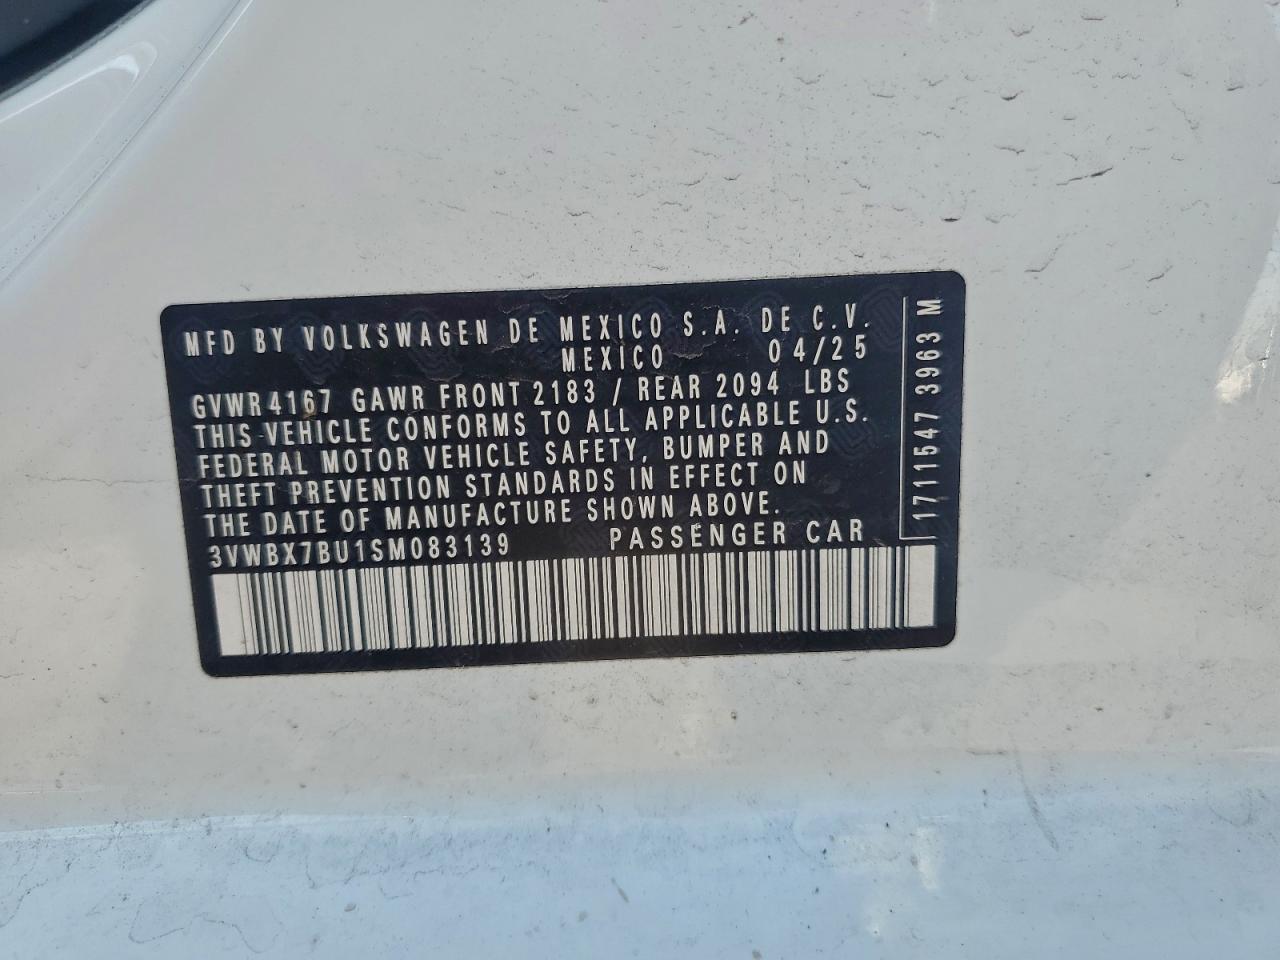 MFD BY VOLKSWAGEN DE MEXICO S.A. DE C.V.
MEXICO 04/25
GVWR 4167 GAWR FRONT 2183 / REAR 2094 LBS
THIS VEHICLE CONFORMS TO ALL APPLICABLE U.S.
FEDERAL MOTOR VEHICLE SAFETY, BUMPER AND
THEFT PREVENTION STANDARDS IN EFFECT ON
THE DATE OF MANUFACTURE SHOWN ABOVE.
3VWBX7BU1SM083139 PASSENGER CAR
1711547 3963 M